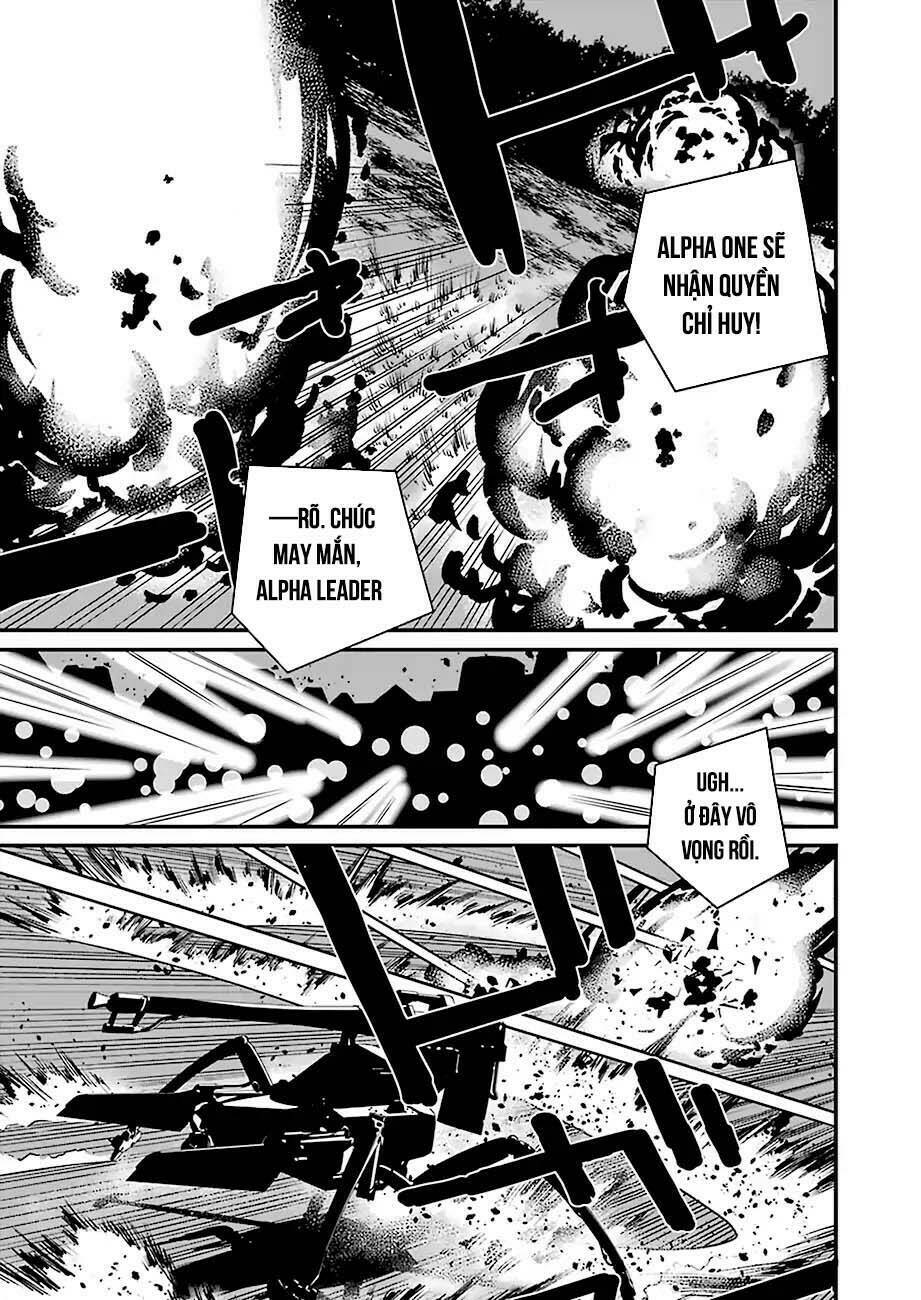 ALPHA ONE SẼ
NHẬN QUYỀN
CHỈ HUY!
—RÕ. CHÚC
MAY MẮN,
ALPHA LEADER
UGH...
Ở ĐÂY VÔ
VỌNG RỒI.